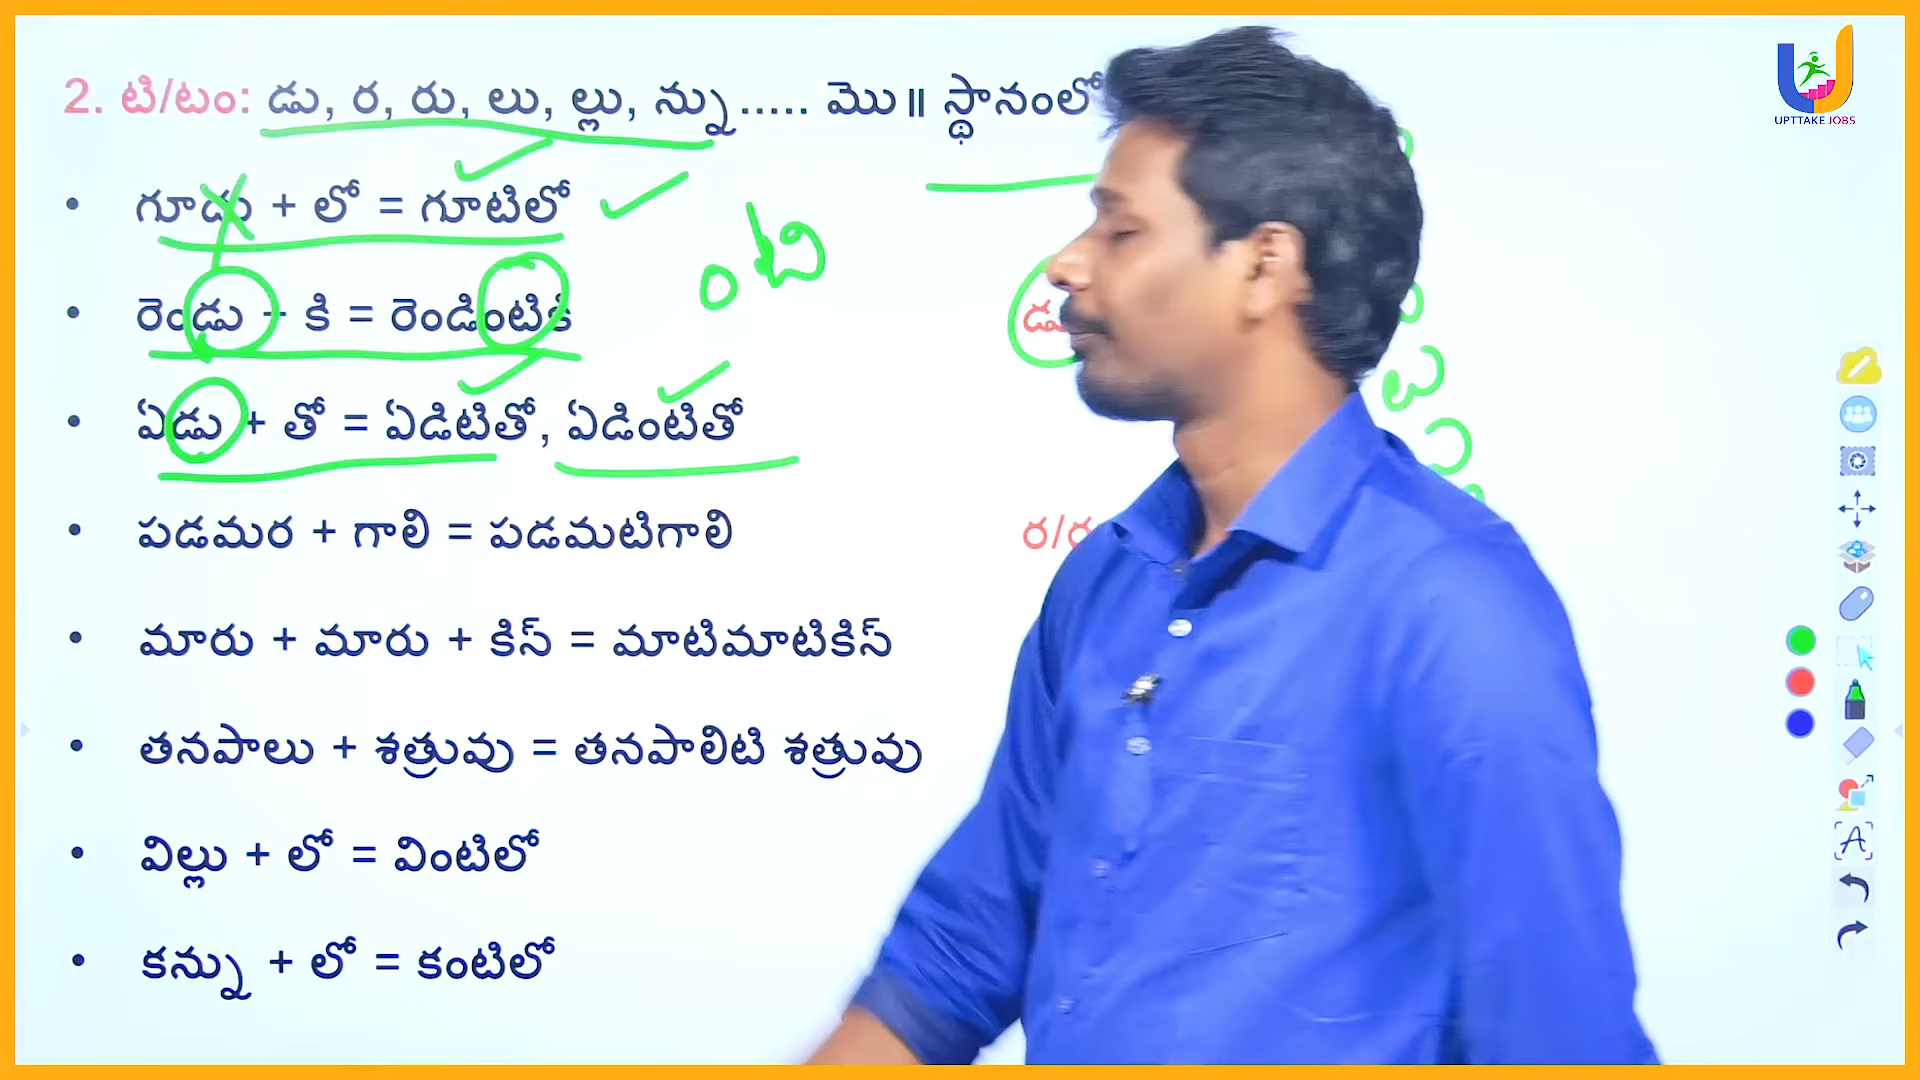 2. టి/టం: డు, ర, రు, లు, ల్లు, న్ను ..... మొ॥ స్థానంలో
UPTTAKE JOBS
• గూడు + లో = గూటిలో
ంటి
• రెండు + కి = రెండింటికి
డు
• ఏడు + తో = ఏడిటితో, ఏడింటితో
• పడమర + గాలి = పడమటిగాలి
• మారు + మారు + కిస్ = మాటిమాటికిస్
• తనపాలు + శత్రువు = తనపాలిటి శత్రువు
• విల్లు + లో = వింటిలో
• కన్ను + లో = కంటిలో